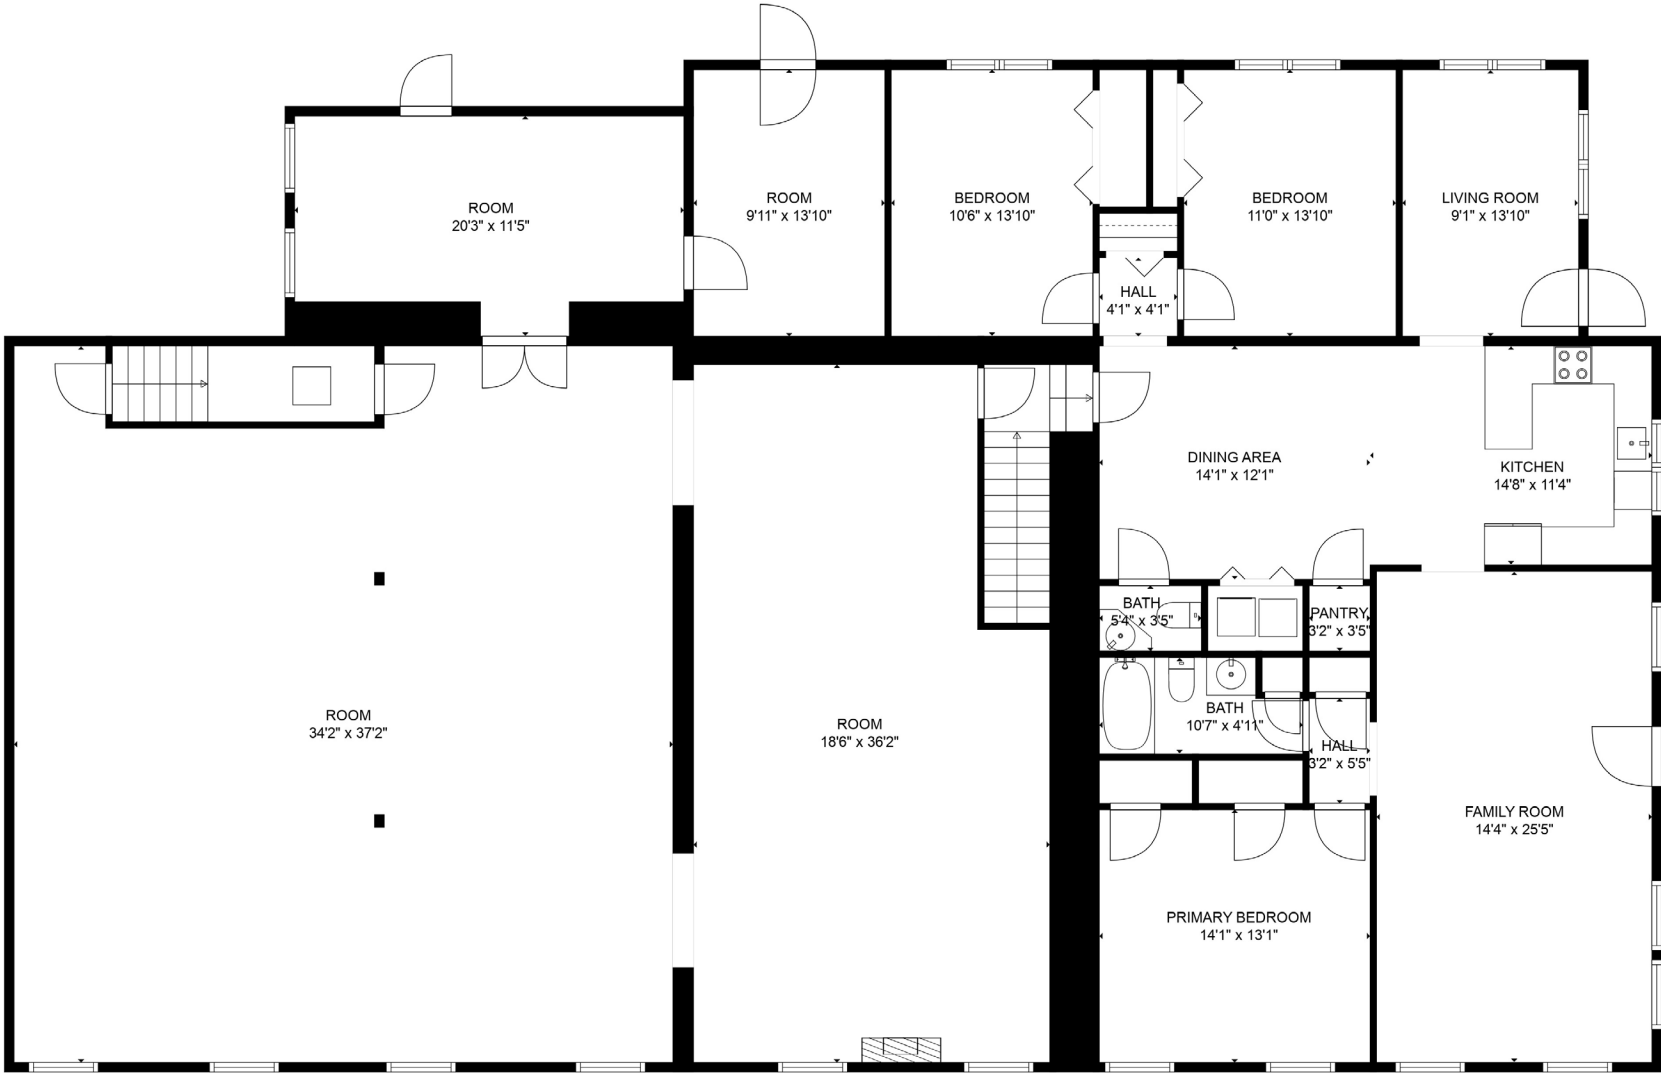 ROOM
20'3" x 11'5"
ROOM
9'11" x 13'10"
BEDROOM
10'6" x 13'10"
BEDROOM
11'0" x 13'10"
LIVING ROOM
9'1" x 13'10"
HALL
4'1" x 4'1"
DINING AREA
14'1" x 12'1"
KITCHEN
14'8" x 11'4"
BATH
5'4" x 3'5"
PANTRY
3'2" x 3'5"
ROOM
34'2" x 37'2"
ROOM
18'6" x 36'2"
BATH
10'7" x 4'11"
HALL
3'2" x 5'5"
FAMILY ROOM
14'4" x 25'5"
PRIMARY BEDROOM
14'1" x 13'1"